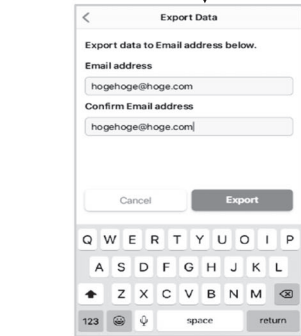 Export Data
Export data to Email address below.
Email address
hogehoge@hoge.com
Confirm Email address
hogehoge@hoge.com
Cancel
Export
Q W E R T Y U O I P
A S D F G H J K L
Z X C V B N M
123
space
return